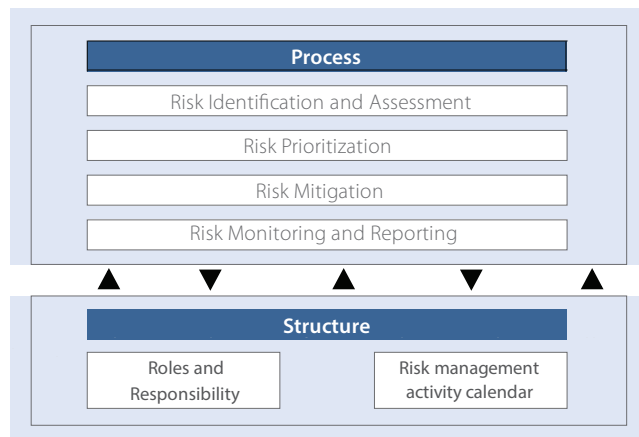 Process
Risk Identification and Assessment
Risk Prioritization
Risk Mitigation
Risk Monitoring and Reporting
Structure
Roles and
Responsibility
Risk management
activity calendar